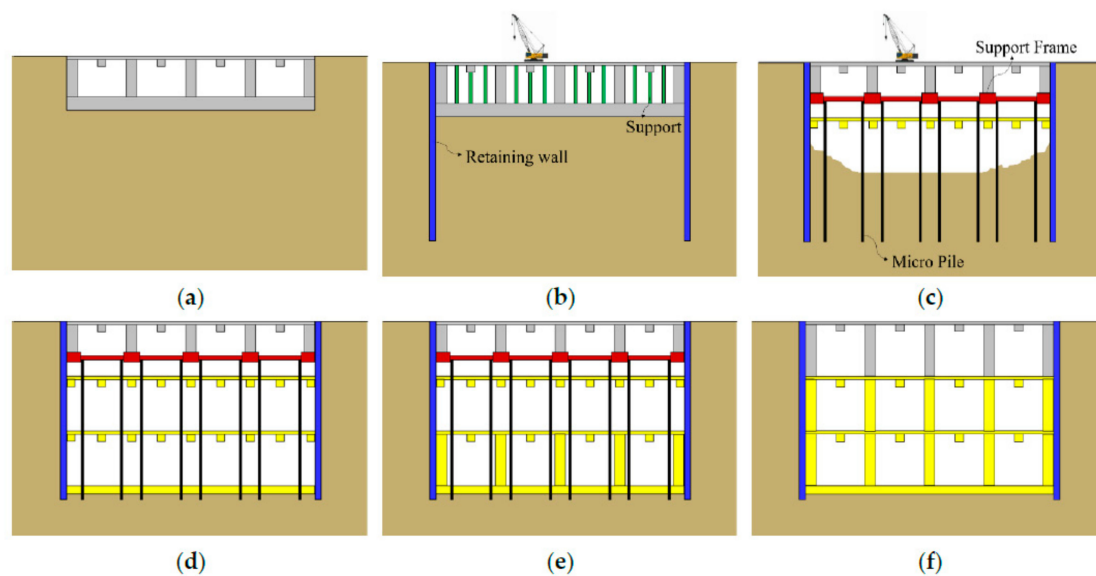 Support Frame
Support
Retaining wall
Micro Pile
(a)
(b)
(c)
(d)
(e)
(f)